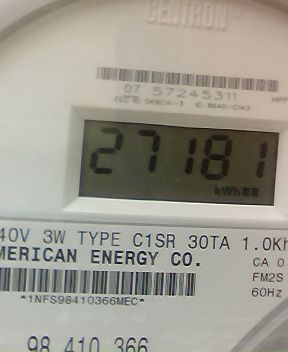 CENTRON®
07 57245311
27181
kWh
40V 3W TYPE C1SR 30TA 1.0Kh
MERICAN ENERGY CO.
CA 0
FM2S
60Hz
*1NFS98410366MEC*
98 410 366